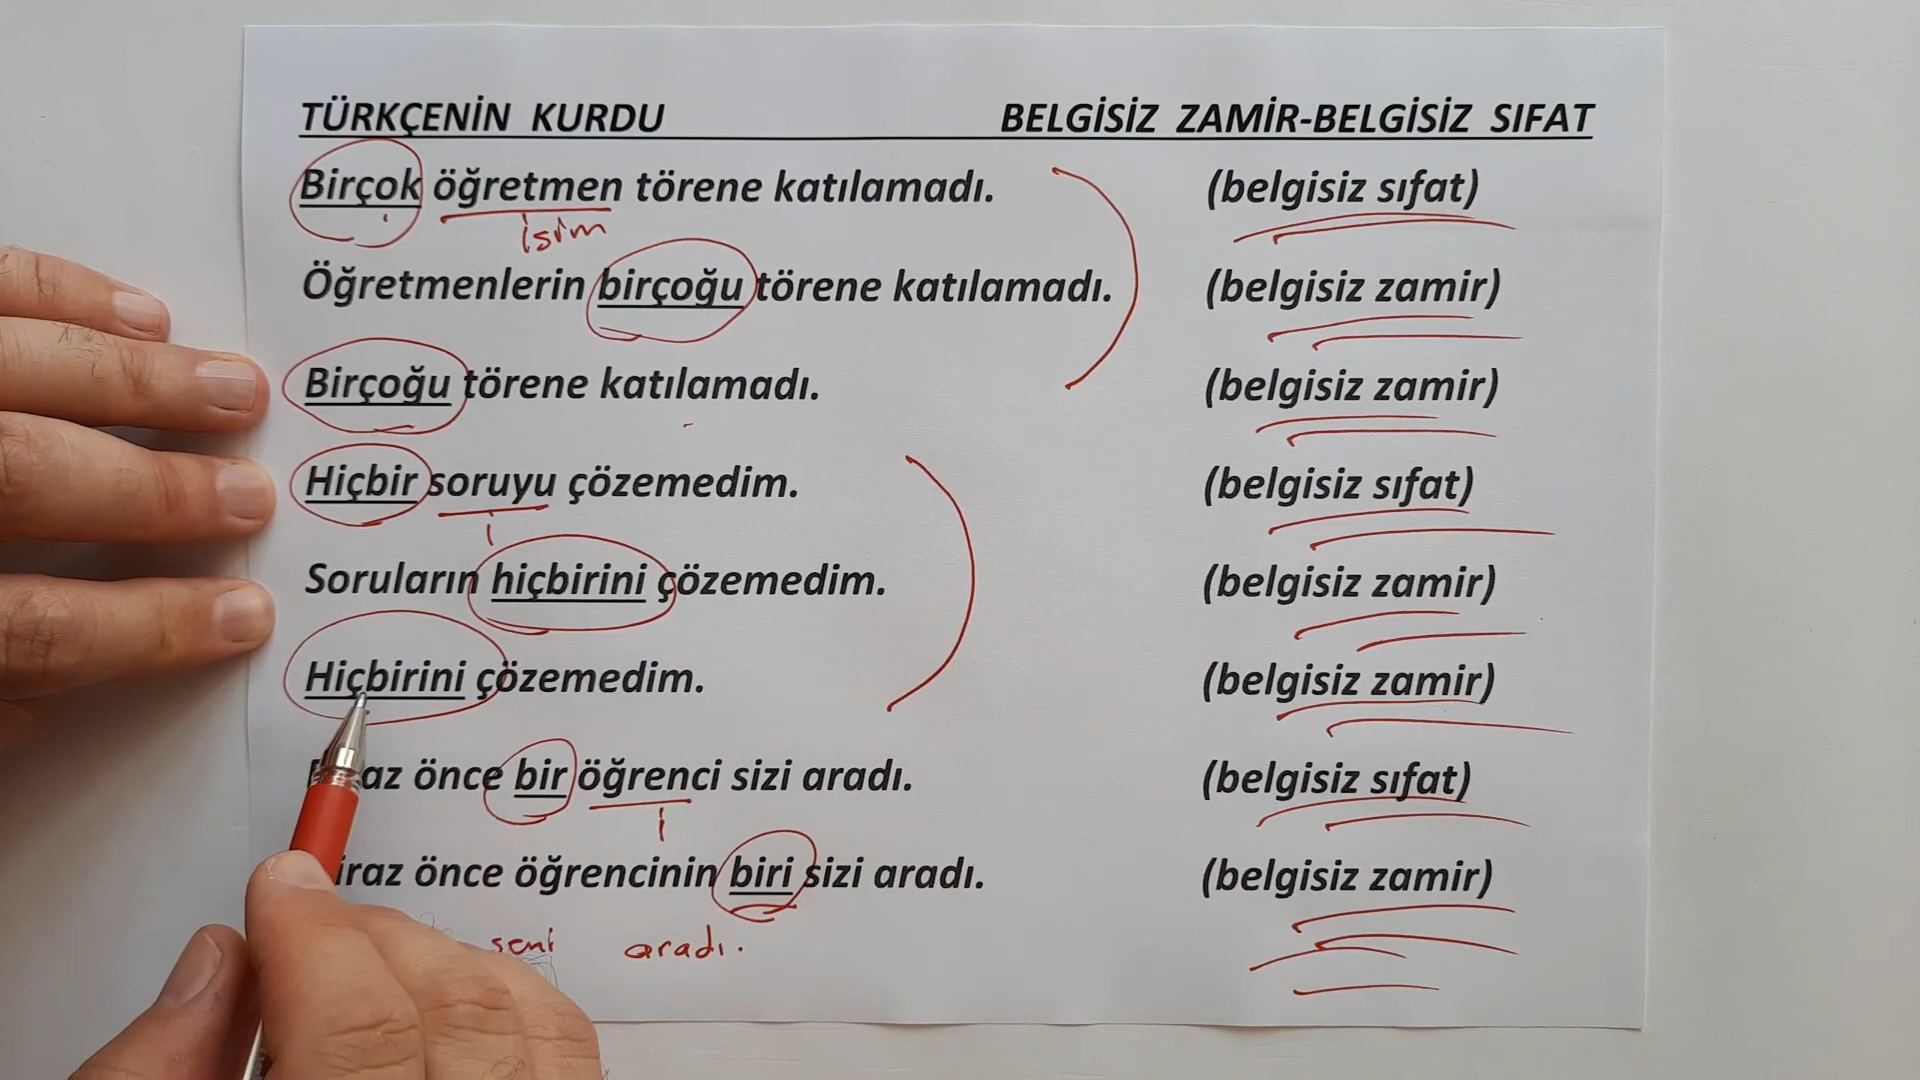 TÜRKÇENİN KURDU BELGİSİZ ZAMİR-BELGİSİZ SIFAT
Birçok öğretmen törene katılamadı. (belgisiz sıfat)
isim
Öğretmenlerin birçoğu törene katılamadı. (belgisiz zamir)
Birçoğu törene katılamadı. (belgisiz zamir)
Hiçbir soruyu çözemedim. (belgisiz sıfat)
i
Soruların hiçbirini çözemedim. (belgisiz zamir)
Hiçbirini çözemedim. (belgisiz zamir)
önce bir öğrenci sizi aradı. (belgisiz sıfat)
i
iraz önce öğrencinin biri sizi aradı. (belgisiz zamir)
seni aradı.